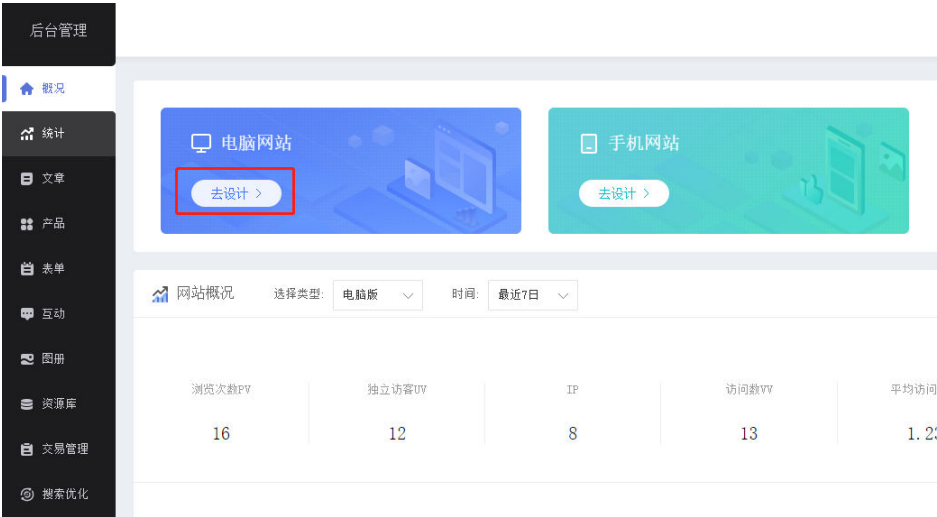 后台管理
概况
统计
文章
产品
表单
互动
图册
资源库
交易管理
搜索优化
电脑网站
去设计 >
手机网站
去设计 >
网站概况 选择类型: 电脑版 时间: 最近7日
浏览次数PV 独立访客UV IP 访问数VV 平均访问
16 12 8 13 1.23